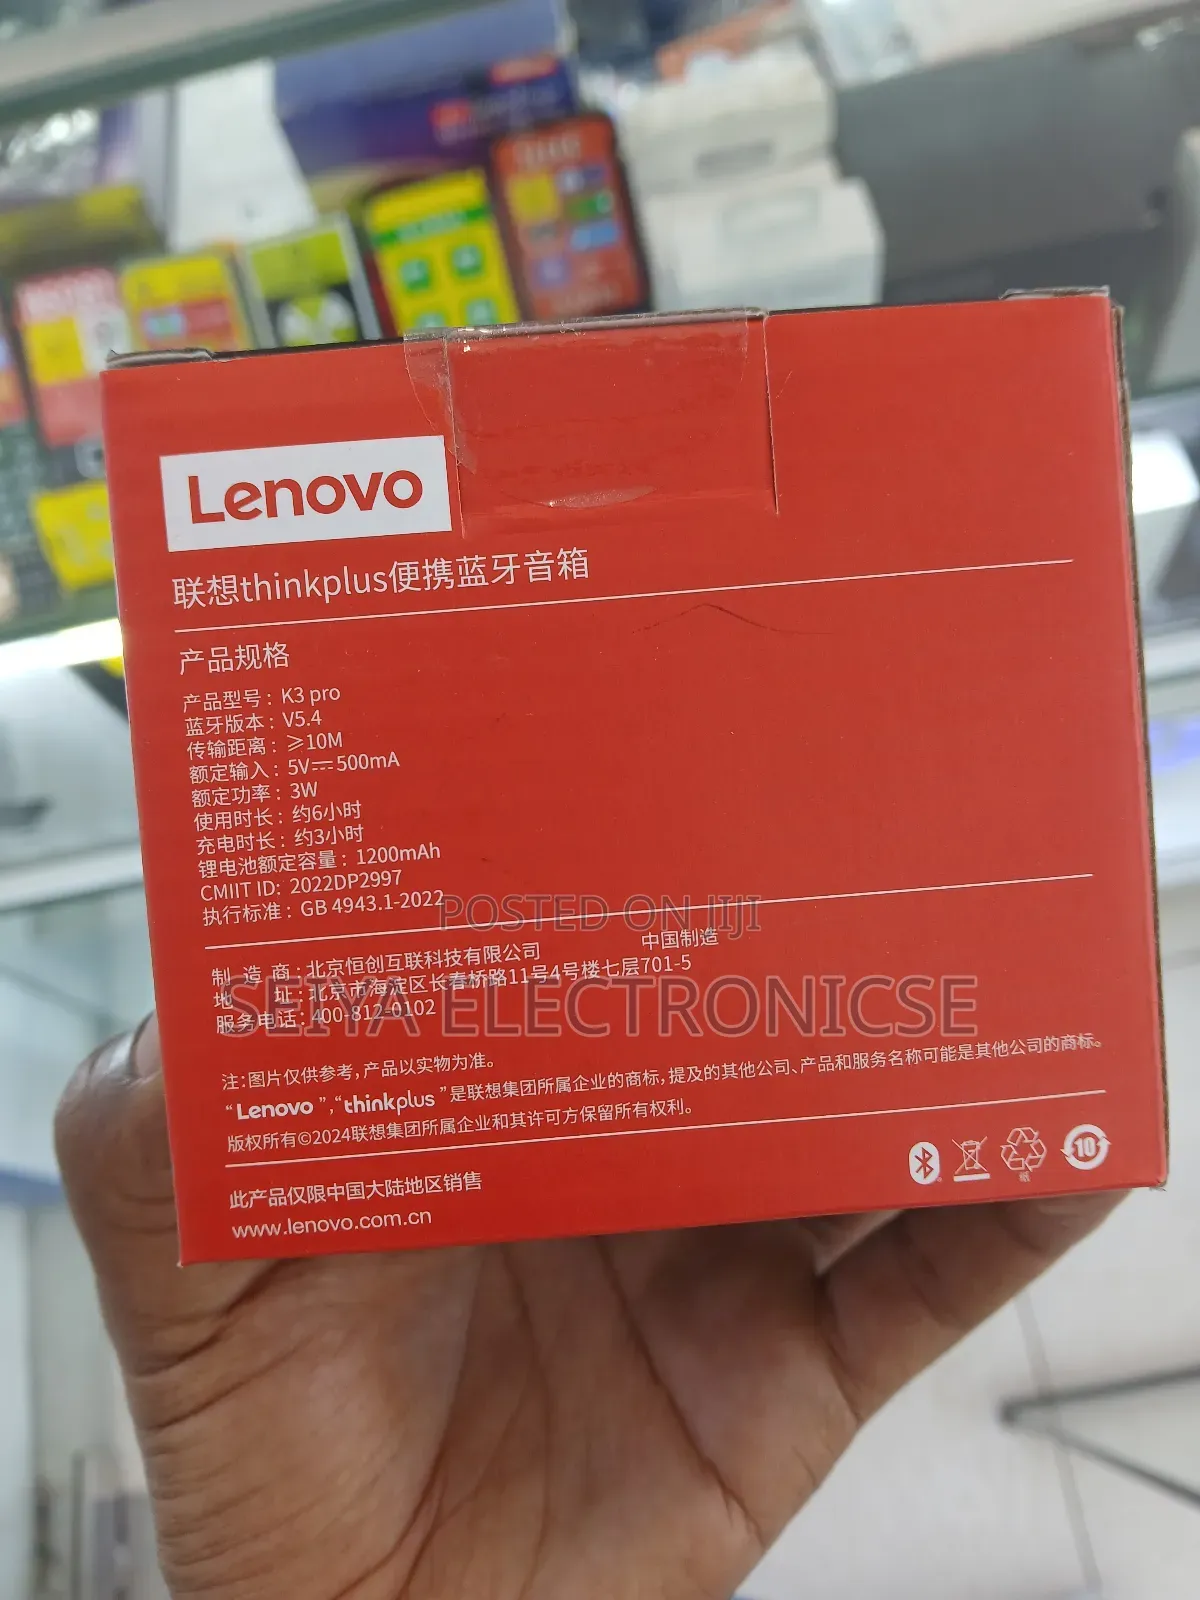 Lenovo
联想thinkplus便携蓝牙音箱
产品规格
产品型号：K3 pro
蓝牙版本：V5.4
传输距离：≥10M
额定输入：5V⎓500mA
额定功率：3W
使用时长：约6小时
充电时长：约3小时
锂电池额定容量：1200mAh
CMIIT ID: 2022DP2997
执行标准：GB 4943.1-2022
POSTED ON JIJI
制 造 商：北京恒创互联科技有限公司 中国制造
地 址：北京市海淀区长春桥路11号4号楼七层701-5
服务电话：400-812-0102
SEIYA ELECTRONICSE
注：图片仅供参考，产品以实物为准。
“Lenovo”，“thinkplus”是联想集团所属企业的商标，提及的其他公司、产品和服务名称可能是其他公司的商标。
版权所有©2024联想集团所属企业和其许可方保留所有权利。
此产品仅限中国大陆地区销售
www.lenovo.com.cn
10
纸